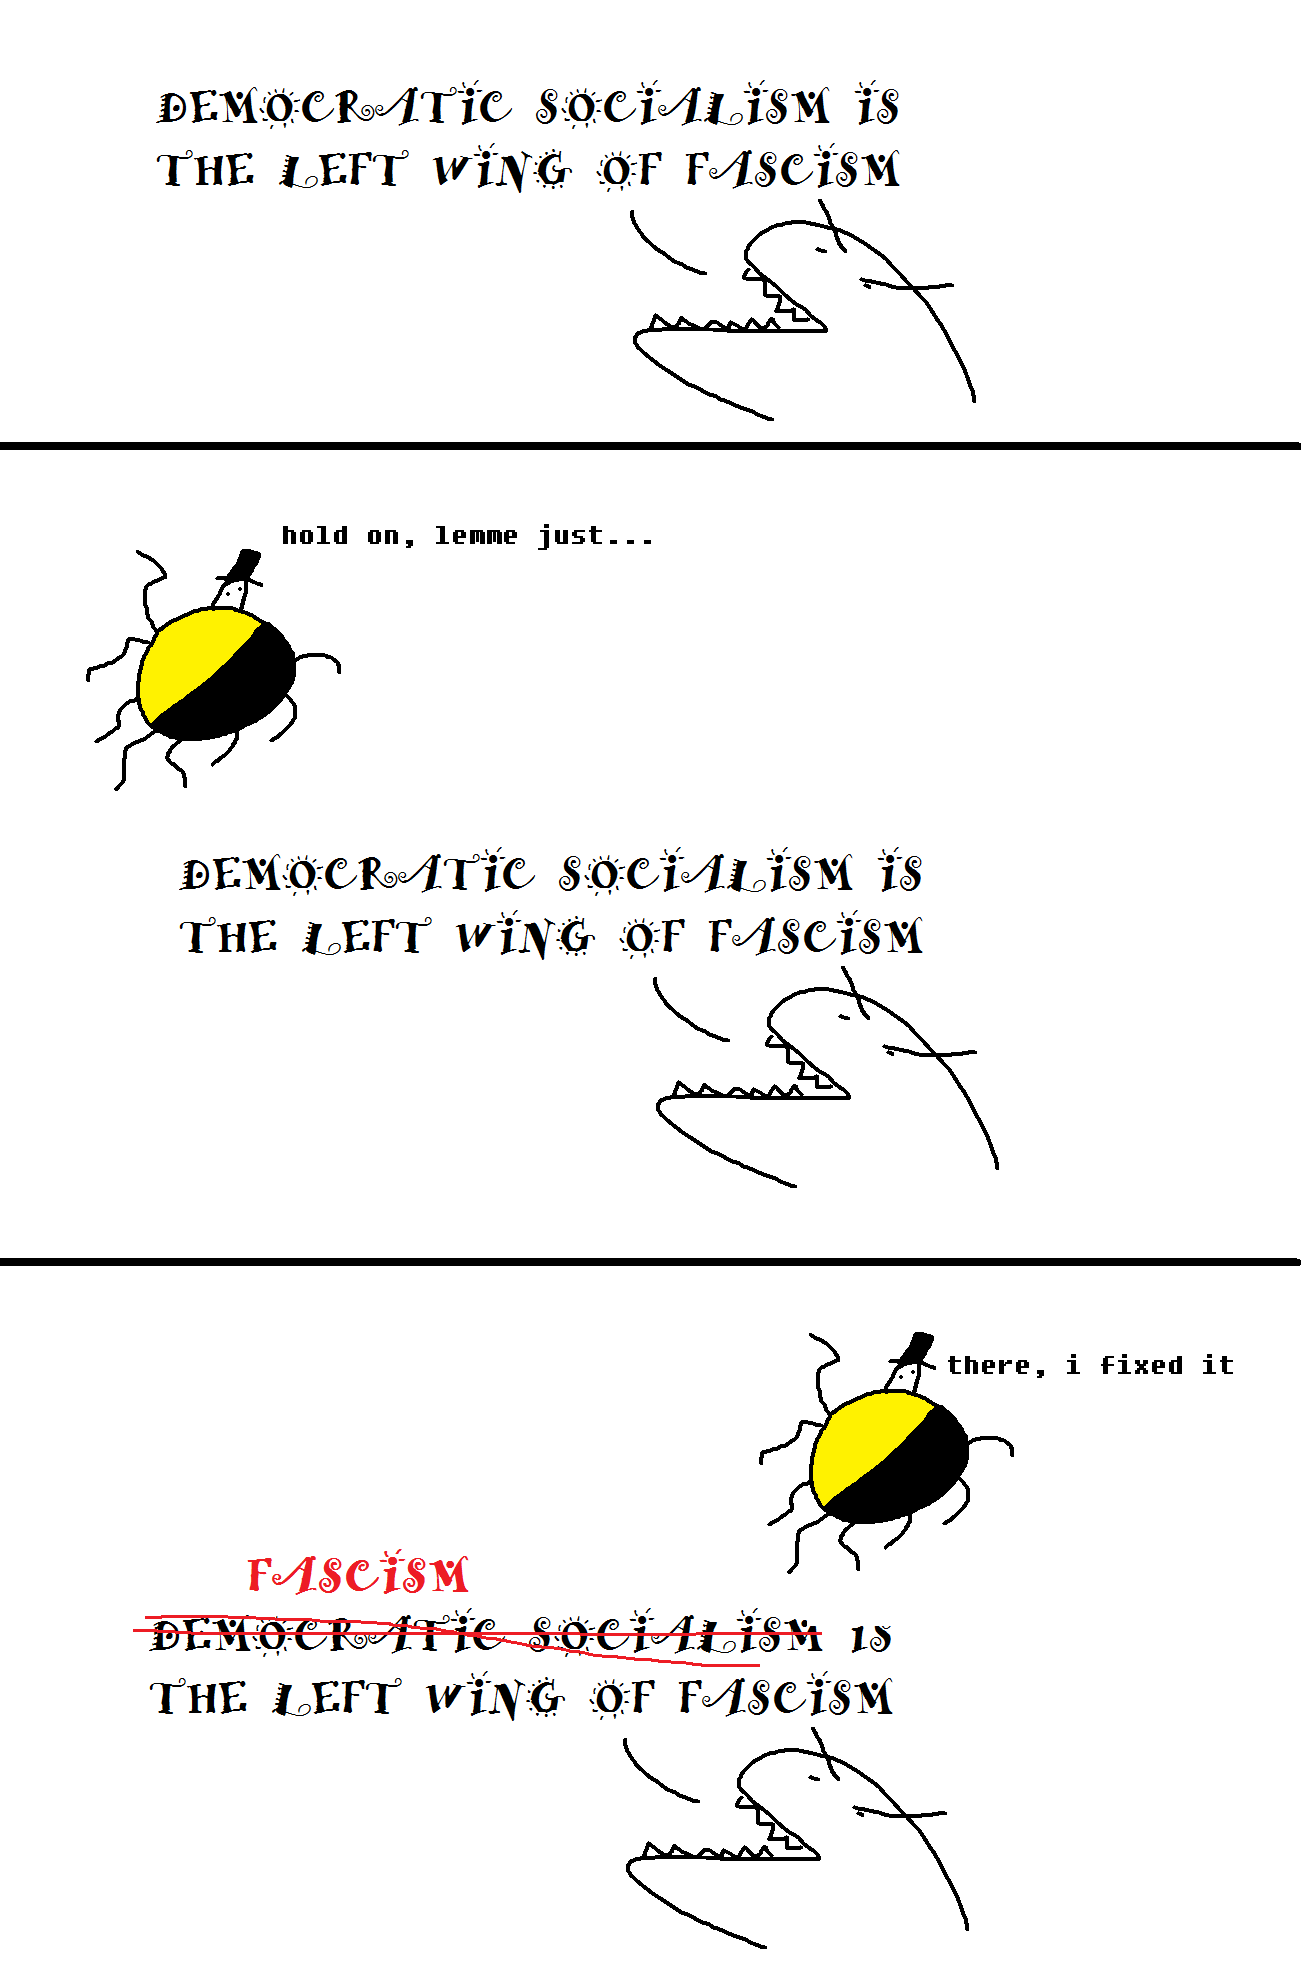 DEMOCRATIC SOCIALISM IS
THE LEFT WING OF FASCISM
hold on, lemme just...
DEMOCRATIC SOCIALISM IS
THE LEFT WING OF FASCISM
there, i fixed it
FASCISM
DEMOCRATIC SOCIALISM IS
THE LEFT WING OF FASCISM